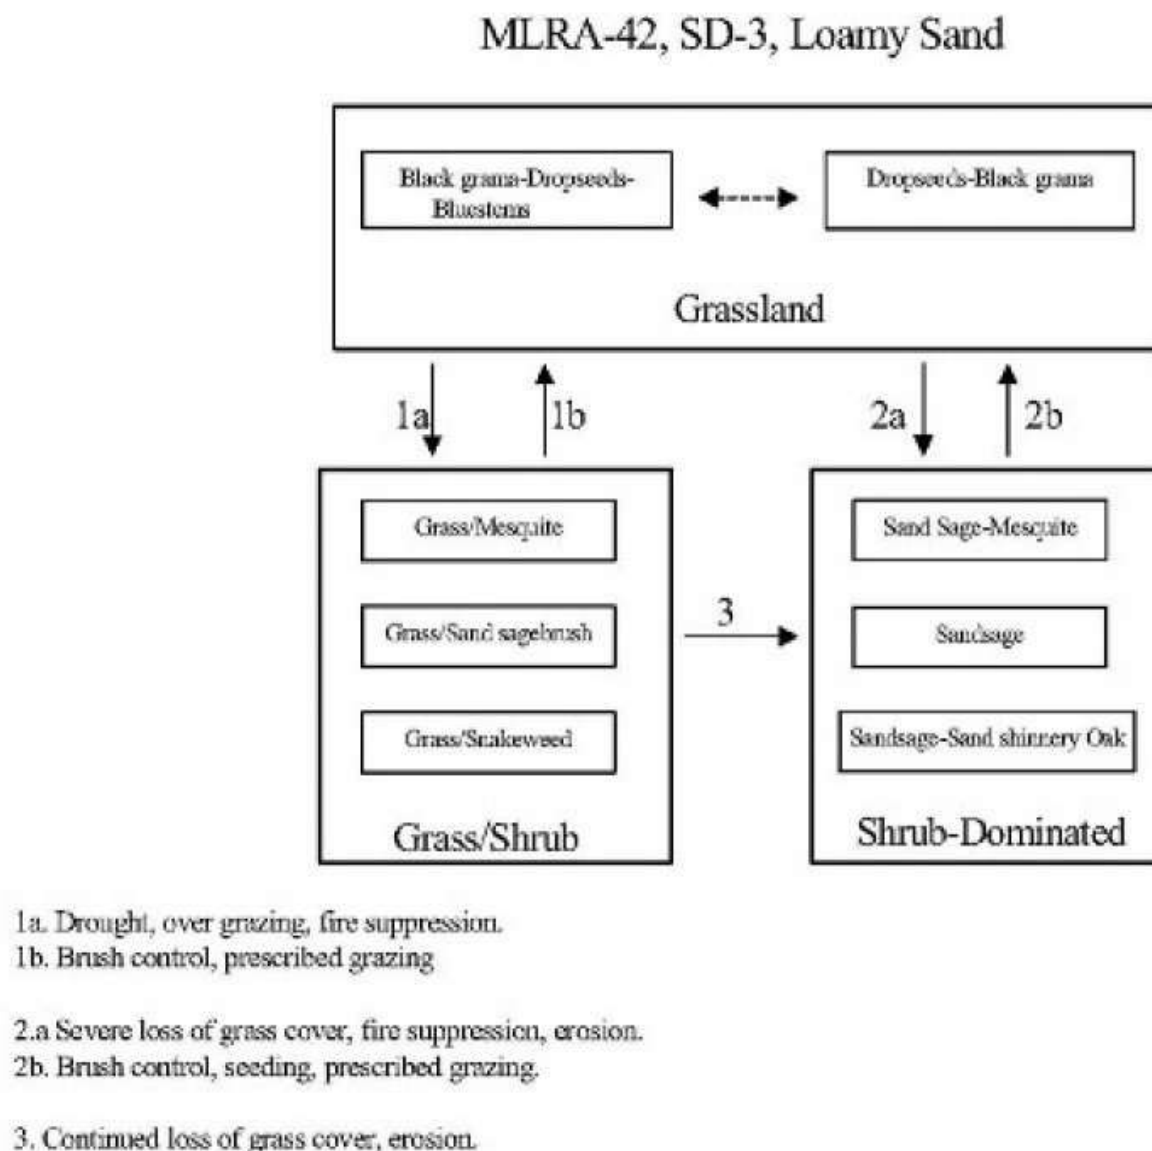 MLRA-42, SD-3, Loamy Sand
Black grama-Dropseeds-
Bluestems
Dropseeds-Black grama
Grassland
1a
1b
2a
2b
Grass/Mesquite
Grass/Sand sagebrush
Grass/Snakeweed
Grass/Shrub
3
Sand Sage-Mesquite
Sandsage
Sandsage-Sand shinnery Oak
Shrub-Dominated
1a. Drought, over grazing, fire suppression.
1b. Brush control, prescribed grazing
2.a Severe loss of grass cover, fire suppression, erosion.
2b. Brush control, seeding, prescribed grazing.
3. Continued loss of grass cover, erosion.